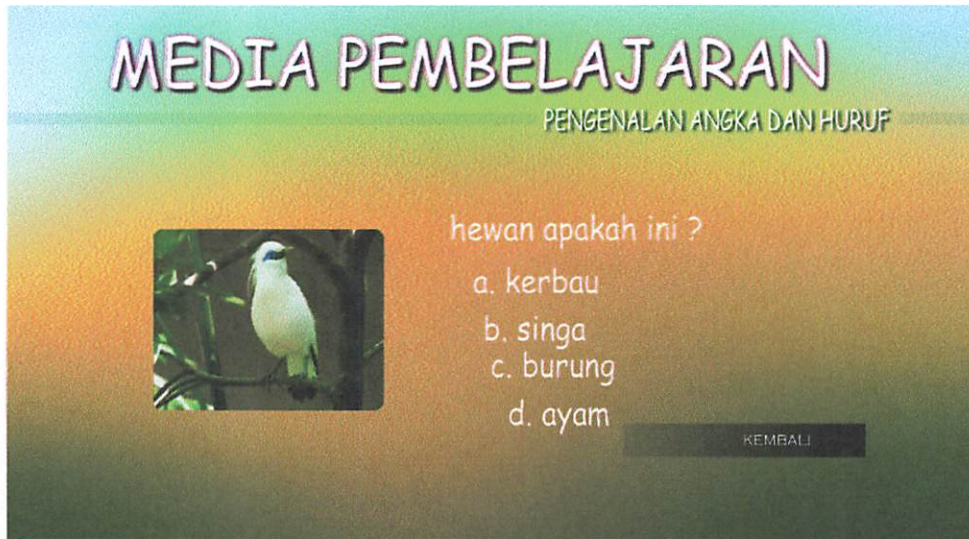 MEDIA PEMBELAJARAN
PENGENALAN ANGKA DAN HURUF
hewan apakah ini ?
a. kerbau
b. singa
c. burung
d. ayam
KEMBALI